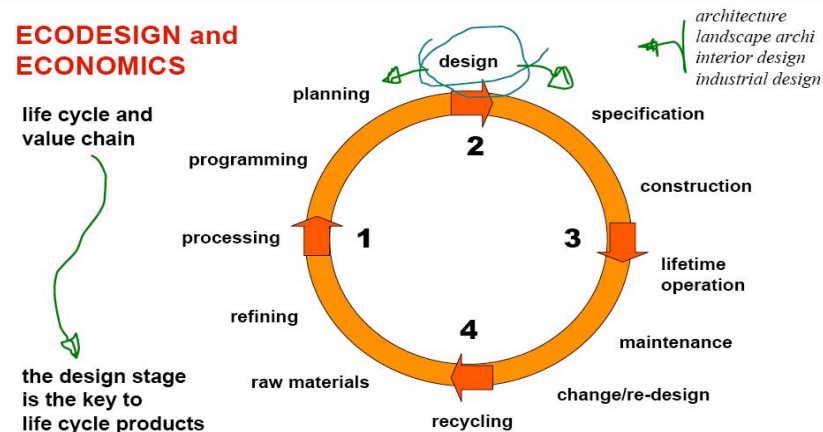 ECODESIGN and
ECONOMICS
life cycle and
value chain
the design stage
is the key to
life cycle products
architecture
landscape archi
interior design
industrial design
design
specification
construction
lifetime
operation
maintenance
change/re-design
recycling
raw materials
refining
processing
programming
planning
1
2
3
4